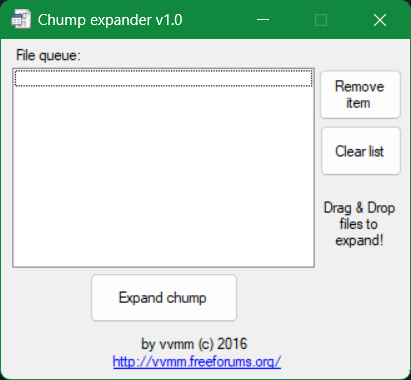 Chump expander v1.0
File queue:
Remove
item
Clear list
Drag & Drop
files to
expand!
Expand chump
by vvmm (c) 2016
http://vvmm.freeforums.org/